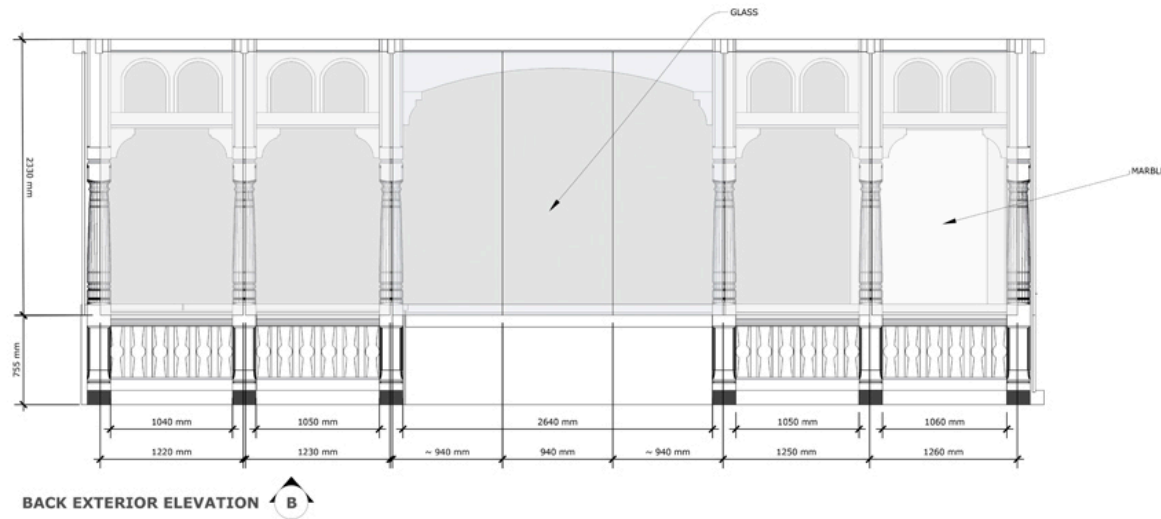 GLASS
MARBL
2330 mm
755 mm
1040 mm
1050 mm
2640 mm
1050 mm
1060 mm
1220 mm
1230 mm
~ 940 mm
940 mm
~ 940 mm
1250 mm
1260 mm
BACK EXTERIOR ELEVATION B